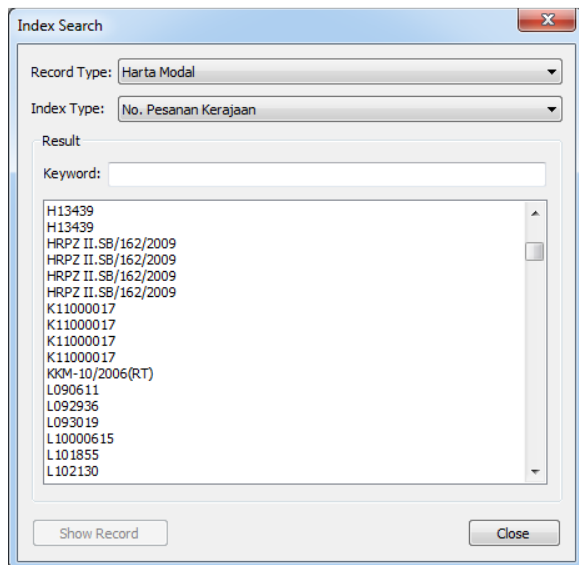 Index Search
Record Type: Harta Modal
Index Type: No. Pesanan Kerajaan
Result
Keyword:
H13439
H13439
HRPZ II.SB/162/2009
HRPZ II.SB/162/2009
HRPZ II.SB/162/2009
HRPZ II.SB/162/2009
K11000017
K11000017
K11000017
K11000017
KKM-10/2006(RT)
L090611
L092936
L093019
L10000615
L101855
L102130
Show Record Close